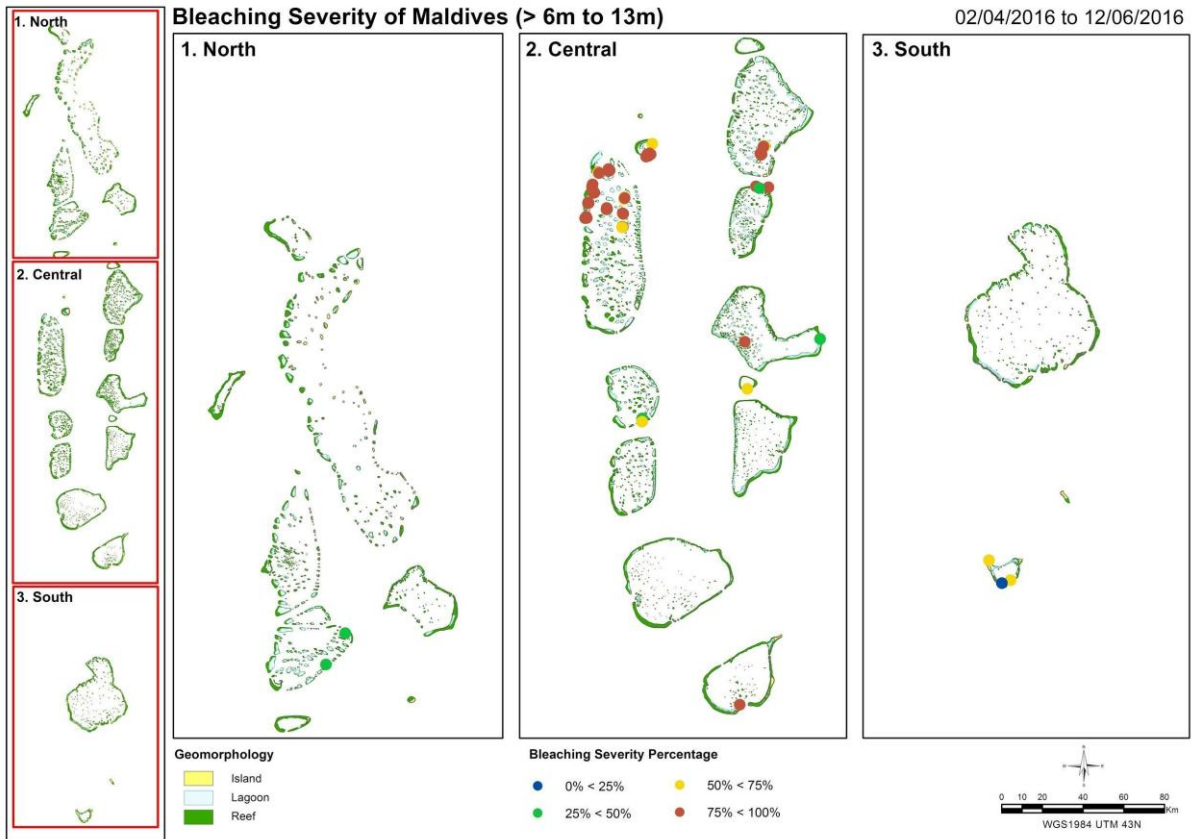 Bleaching Severity of Maldives (> 6m to 13m)
02/04/2016 to 12/06/2016
1. North
2. Central
3. South
1. North
2. Central
3. South
Geomorphology
Island
Lagoon
Reef
Bleaching Severity Percentage
0% < 25%
25% < 50%
50% < 75%
75% < 100%
0 10 20 40 60 80
Km
WGS1984 UTM 43N